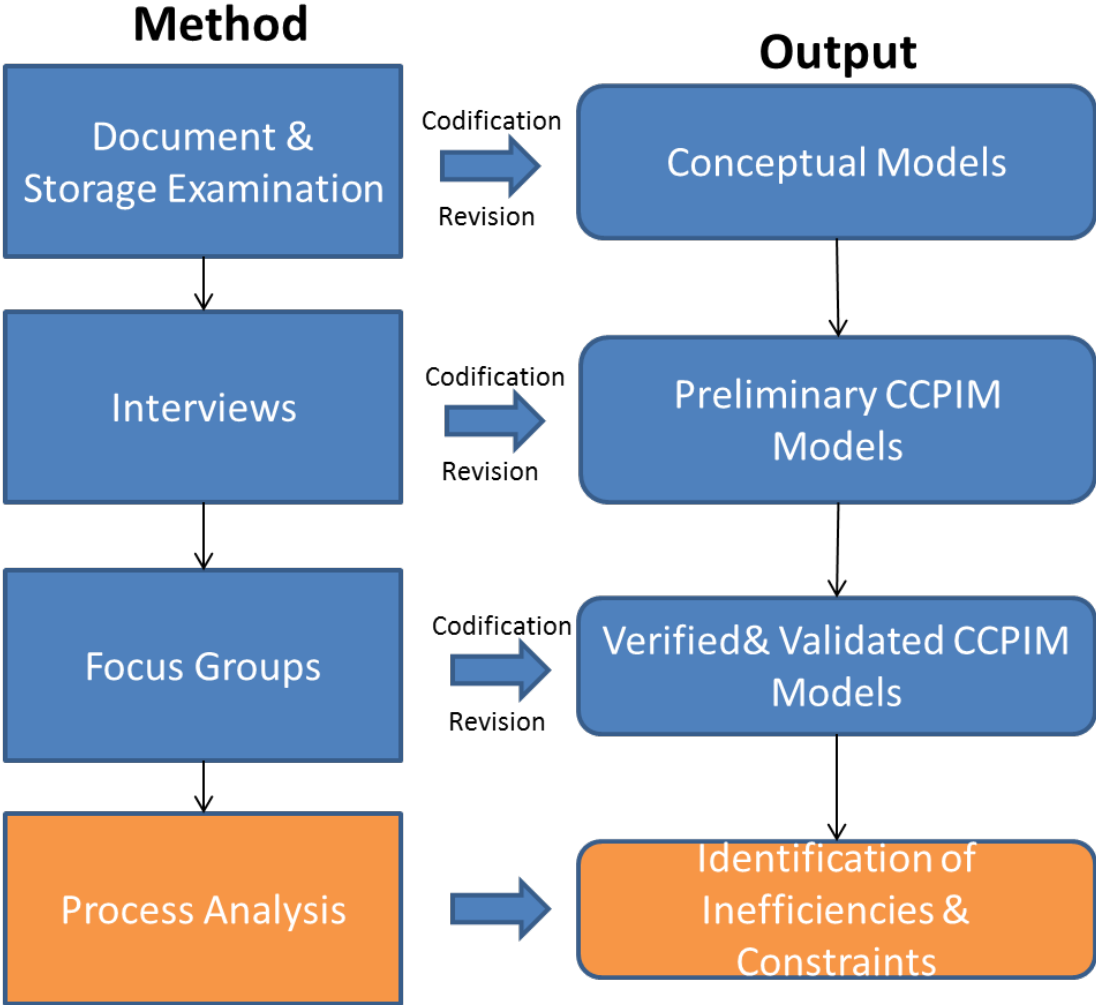 Method
Output
Document &
Storage Examination
Codification
Revision
Conceptual Models
Interviews
Codification
Revision
Preliminary CCPIM
Models
Focus Groups
Codification
Revision
Verified& Validated CCPIM
Models
Process Analysis
Identification of
Inefficiencies &
Constraints